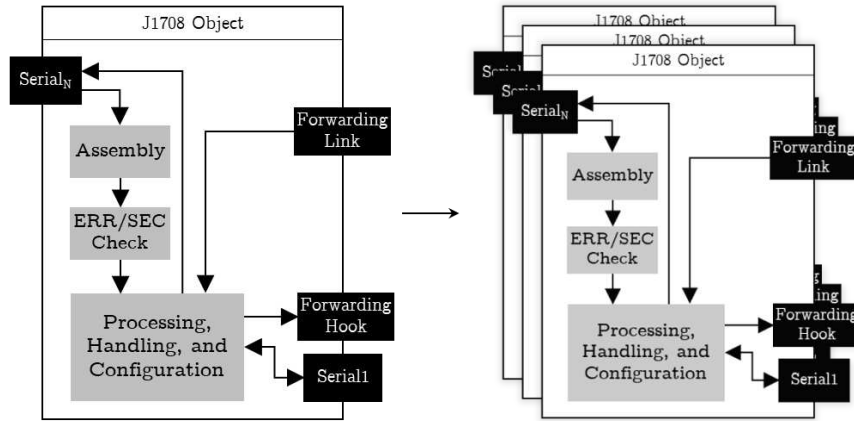 J1708 Object
Serial_N
Forwarding
Link
Assembly
ERR/SEC
Check
Forwarding
Hook
Processing,
Handling, and
Configuration
Serial1
J1708 Object
J1708 Object
J1708 Object
Serial_N
Forwarding
Link
Assembly
ERR/SEC
Check
Forwarding
Hook
Processing,
Handling, and
Configuration
Serial1